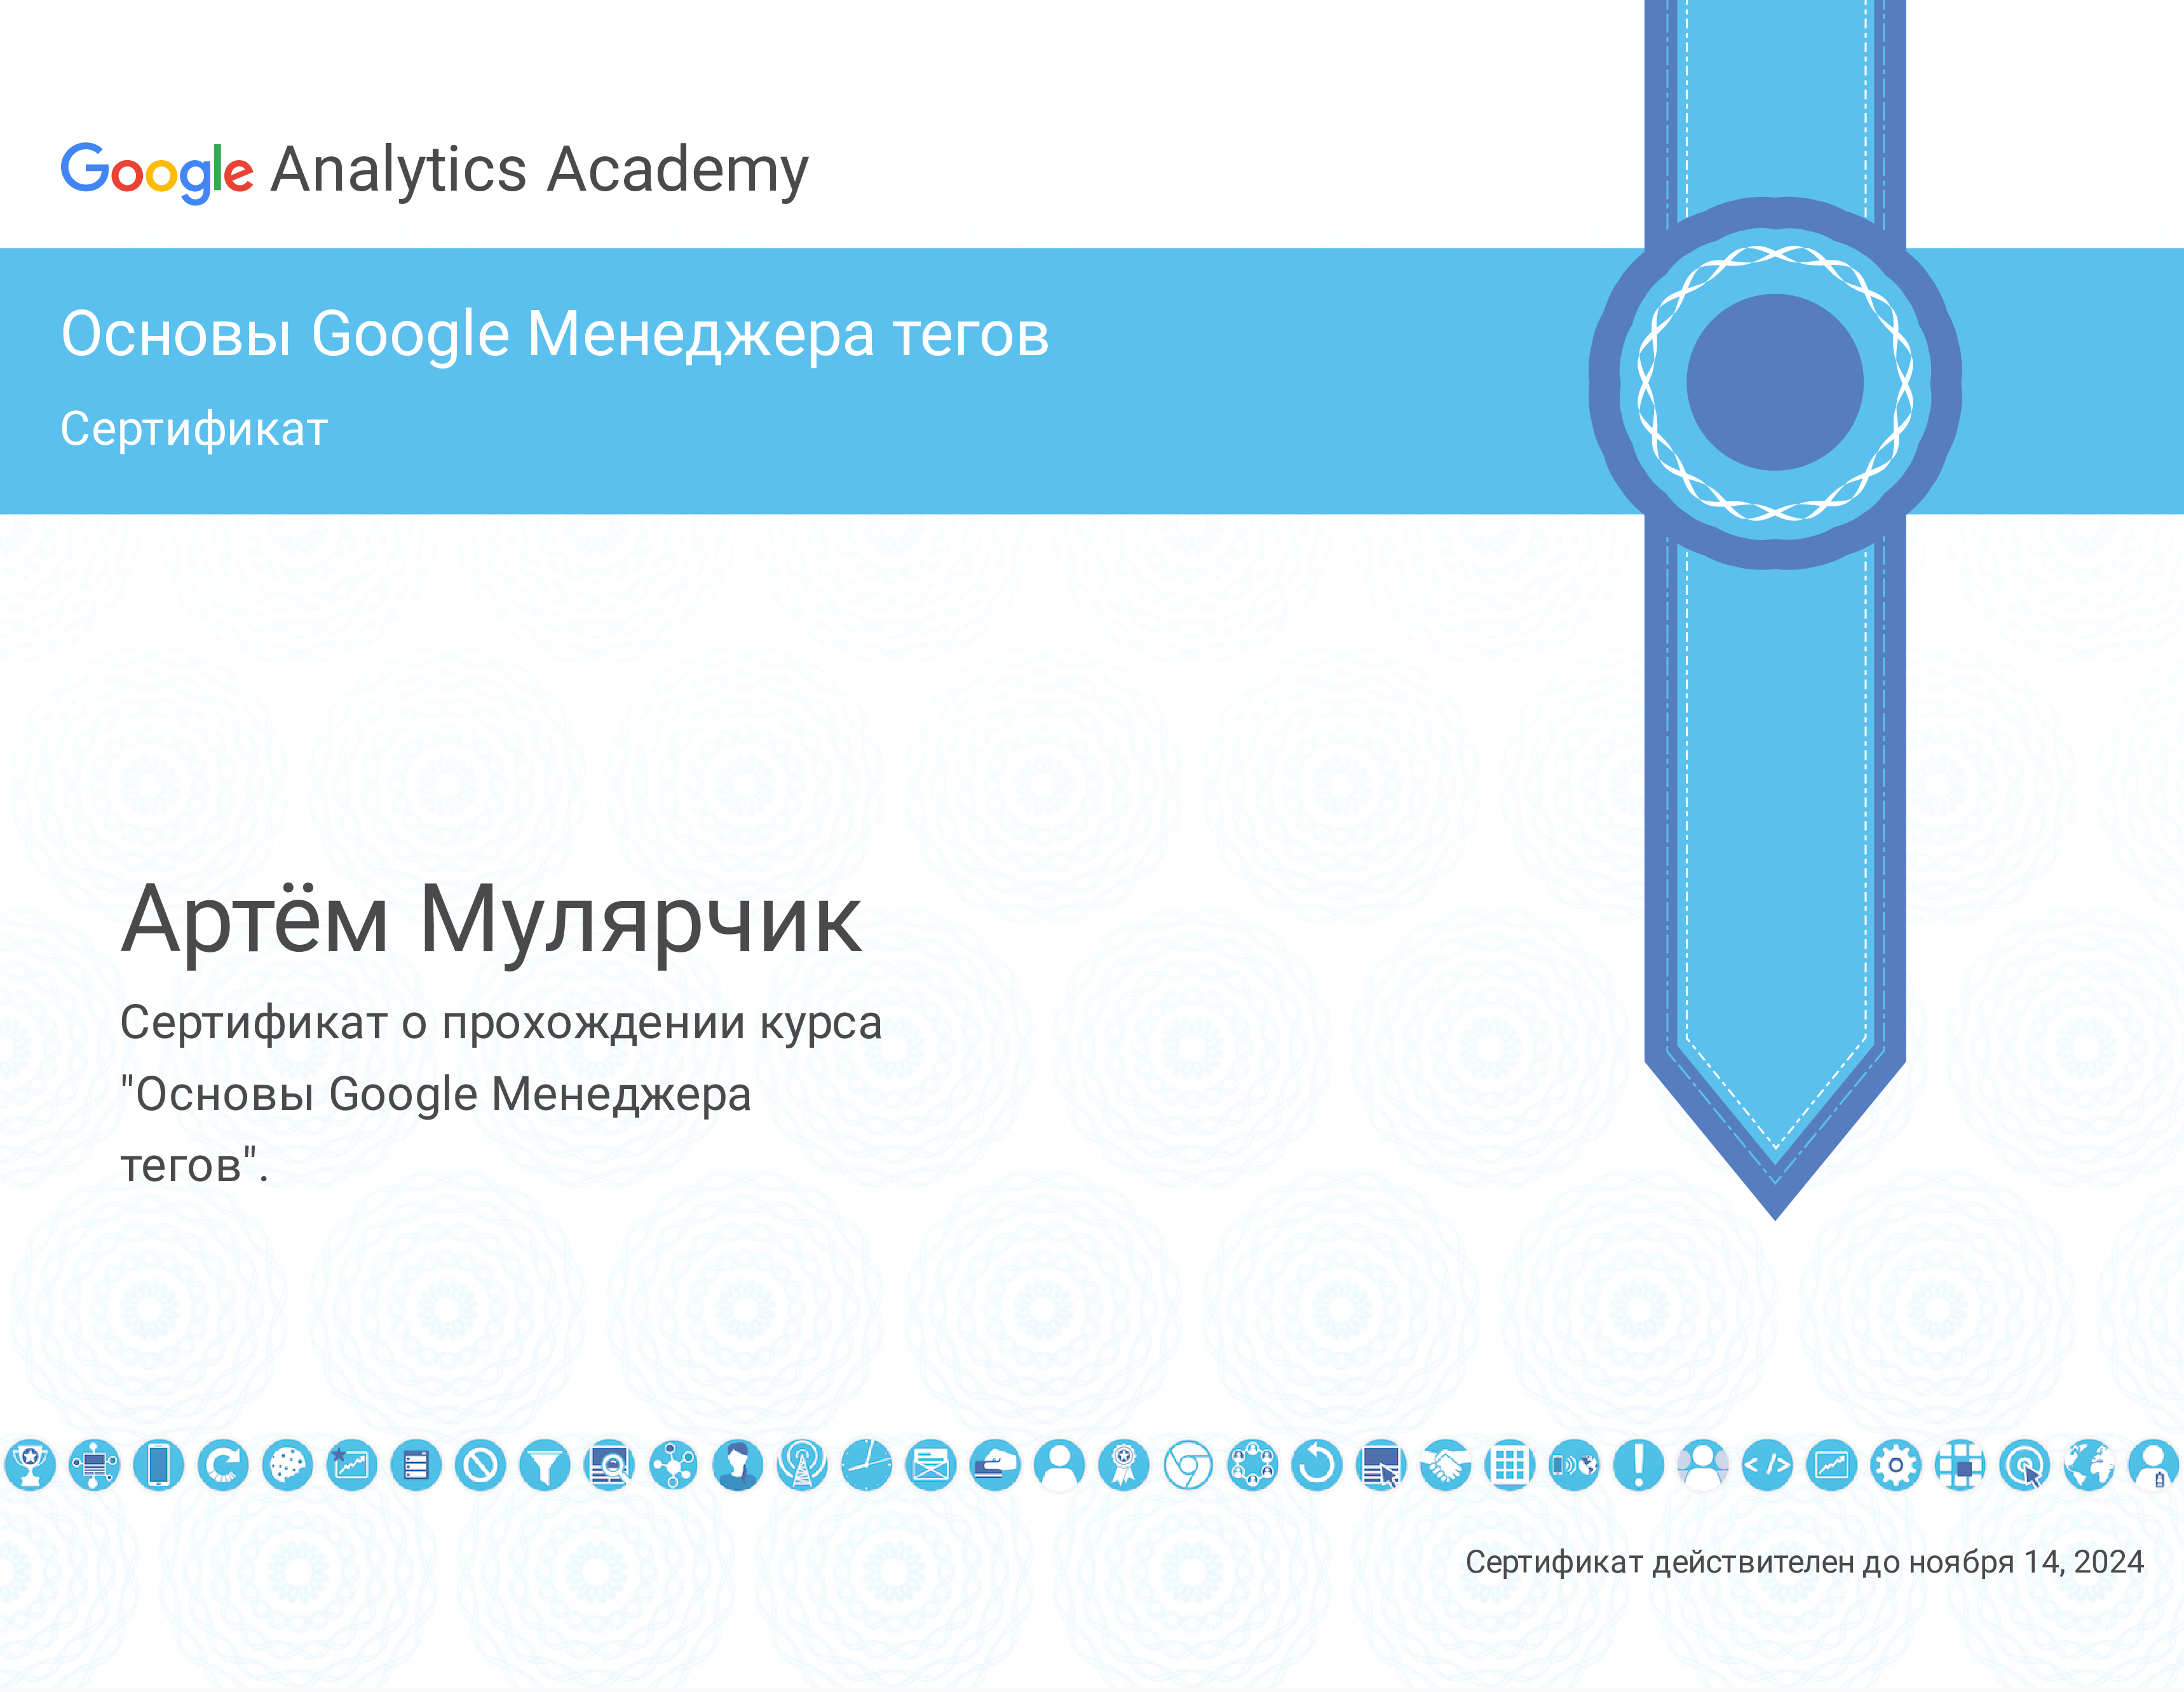 Google Analytics Academy
Основы Google Менеджера тегов
Сертификат
Артём Мулярчик
Сертификат о прохождении курса
"Основы Google Менеджера
тегов".
Сертификат действителен до ноября 14, 2024